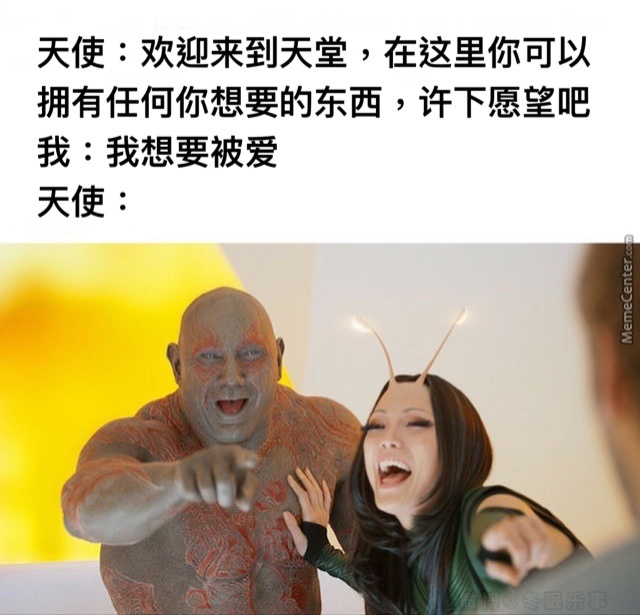 天使：欢迎来到天堂，在这里你可以
拥有任何你想要的东西，许下愿望吧
我：我想要被爱
天使：
MemeCenter.com